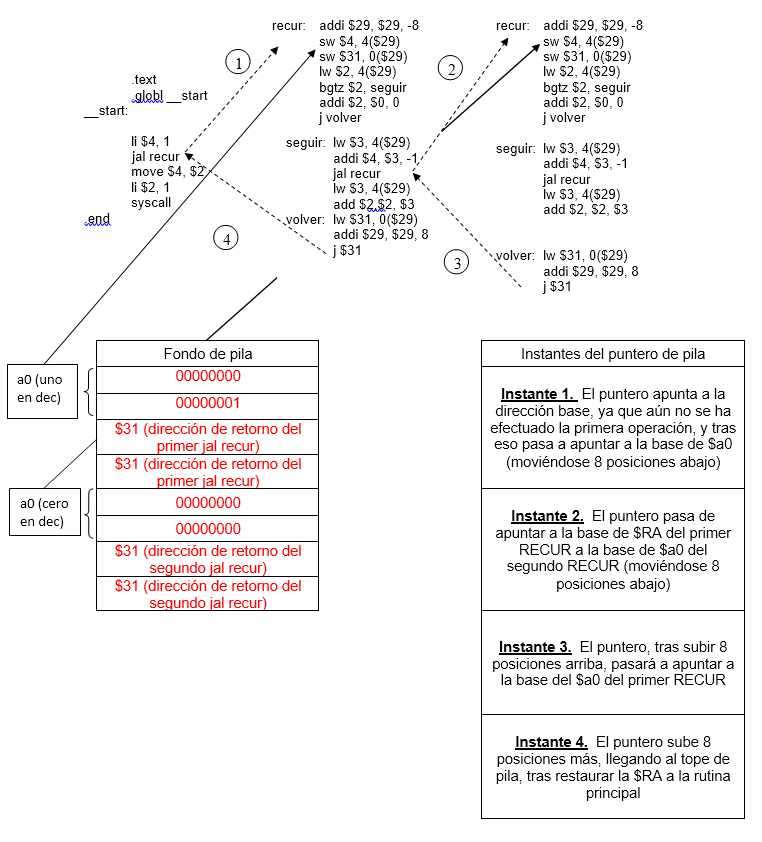 recur: addi $29, $29, -8
sw $4, 4($29)
sw $31, 0($29)
lw $2, 4($29)
bgtz $2, seguir
addi $2, $0, 0
j volver
seguir: lw $3, 4($29)
addi $4, $3, -1
jal recur
lw $3, 4($29)
add $2,$2, $3
volver: lw $31, 0($29)
addi $29, $29, 8
j $31
recur: addi $29, $29, -8
sw $4, 4($29)
sw $31, 0($29)
lw $2, 4($29)
bgtz $2, seguir
addi $2, $0, 0
j volver
seguir: lw $3, 4($29)
addi $4, $3, -1
jal recur
lw $3, 4($29)
add $2, $2, $3
volver: lw $31, 0($29)
addi $29, $29, 8
j $31
.text
.globl __start
__start:
li $4, 1
jal recur
move $4, $2
li $2, 1
syscall
.end
1
2
3
4
a0 (uno
en dec)
a0 (cero
en dec)
Fondo de pila
00000000
00000001
$31 (dirección de retorno del
primer jal recur)
$31 (dirección de retorno del
primer jal recur)
00000000
00000000
$31 (dirección de retorno del
segundo jal recur)
$31 (dirección de retorno del
segundo jal recur)
Instantes del puntero de pila
Instante 1. El puntero apunta a la
dirección base, ya que aún no se ha
efectuado la primera operación, y tras
eso pasa a apuntar a la base de $a0
(moviéndose 8 posiciones abajo)
Instante 2. El puntero pasa de
apuntar a la base de $RA del primer
RECUR a la base de $a0 del
segundo RECUR (moviéndose 8
posiciones abajo)
Instante 3. El puntero, tras subir 8
posiciones arriba, pasará a apuntar a
la base del $a0 del primer RECUR
Instante 4. El puntero sube 8
posiciones más, llegando al tope de
pila, tras restaurar la $RA a la rutina
principal